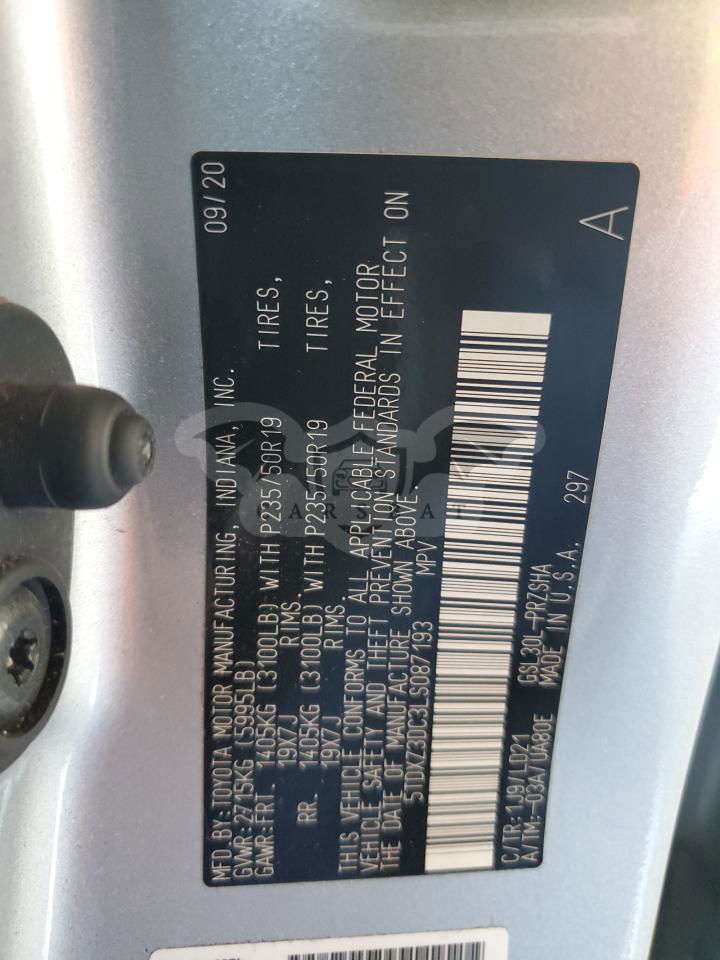 09/20
MFD.BY:TOYOTA MOTOR MANUFACTURING, INDIANA, INC.
GVWR:2715KG (5995LB)
GAWR:FRT. 1405KG (3100LB) WITH P235/50R19 TIRES,
19X7J RIMS.
RR. 1405KG (3100LB) WITH P235/50R19 TIRES,
19X7J RIMS.
THIS VEHICLE CONFORMS TO ALL APPLICABLE FEDERAL MOTOR
VEHICLE SAFETY AND THEFT PREVENTION STANDARDS IN EFFECT ON
THE DATE OF MANUFACTURE SHOWN ABOVE.
5TDXZ3DC3LS087193 MPV
C/TR:1J9/LD21 GSL30L-PRZSHA
A/TM:-03A/UA80E MADE IN U.S.A. 297
A